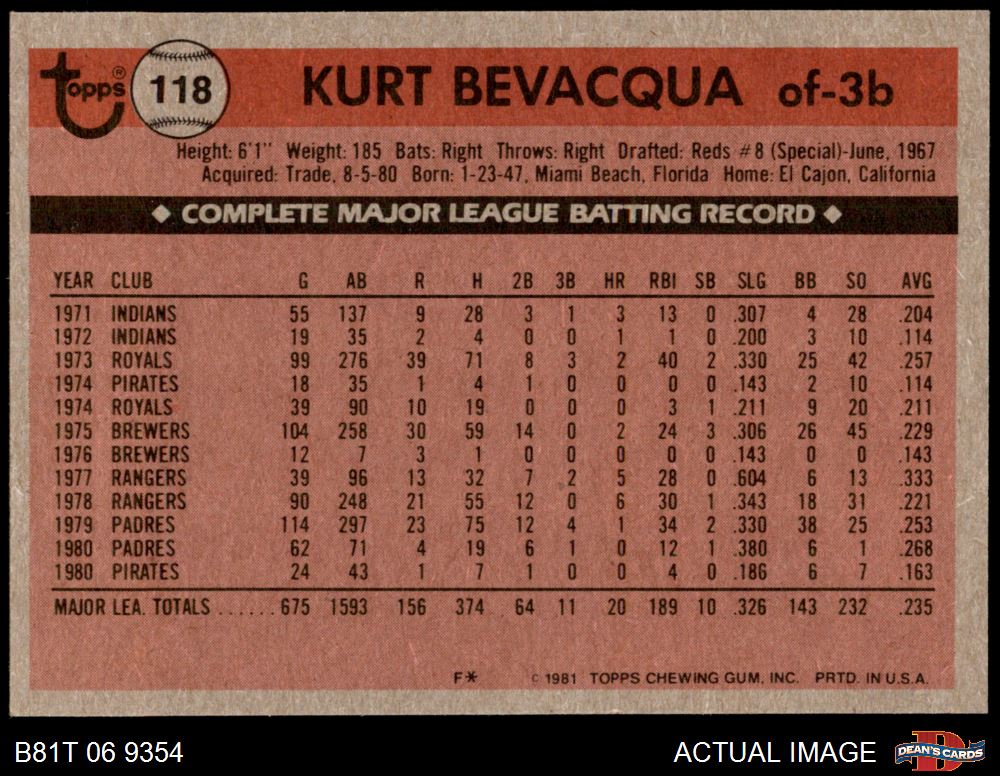 Topps® 118 KURT BEVACQUA of-3b
Height: 6'1" Weight: 185 Bats: Right Throws: Right Drafted: Reds #8 (Special)-June, 1967
Acquired: Trade, 8-5-80 Born: 1-23-47, Miami Beach, Florida Home: El Cajon, California
◆ COMPLETE MAJOR LEAGUE BATTING RECORD ◆
YEAR CLUB G AB R H 2B 3B HR RBI SB SLG BB SO AVG
1971 INDIANS 55 137 9 28 3 1 3 13 0 .307 4 28 .204
1972 INDIANS 19 35 2 4 0 0 1 1 0 .200 3 10 .114
1973 ROYALS 99 276 39 71 8 3 2 40 2 .330 25 42 .257
1974 PIRATES 18 35 1 4 1 0 0 0 0 .143 2 10 .114
1974 ROYALS 39 90 10 19 0 0 0 3 1 .211 9 20 .211
1975 BREWERS 104 258 30 59 14 0 2 24 3 .306 26 45 .229
1976 BREWERS 12 7 3 1 0 0 0 0 0 .143 0 0 .143
1977 RANGERS 39 96 13 32 7 2 5 28 0 .604 6 13 .333
1978 RANGERS 90 248 21 55 12 0 6 30 1 .343 18 31 .221
1979 PADRES 114 297 23 75 12 4 1 34 2 .330 38 25 .253
1980 PADRES 62 71 4 19 6 1 0 12 1 .380 6 1 .268
1980 PIRATES 24 43 1 7 1 0 0 4 0 .186 6 7 .163
MAJOR LEA. TOTALS ...... 675 1593 156 374 64 11 20 189 10 .326 143 232 .235
F* © 1981 TOPPS CHEWING GUM, INC. PRTD. IN U.S.A.
B81T 06 9354 ACTUAL IMAGE DEAN'S CARDS